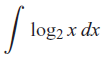 ∫ log₂ x dx